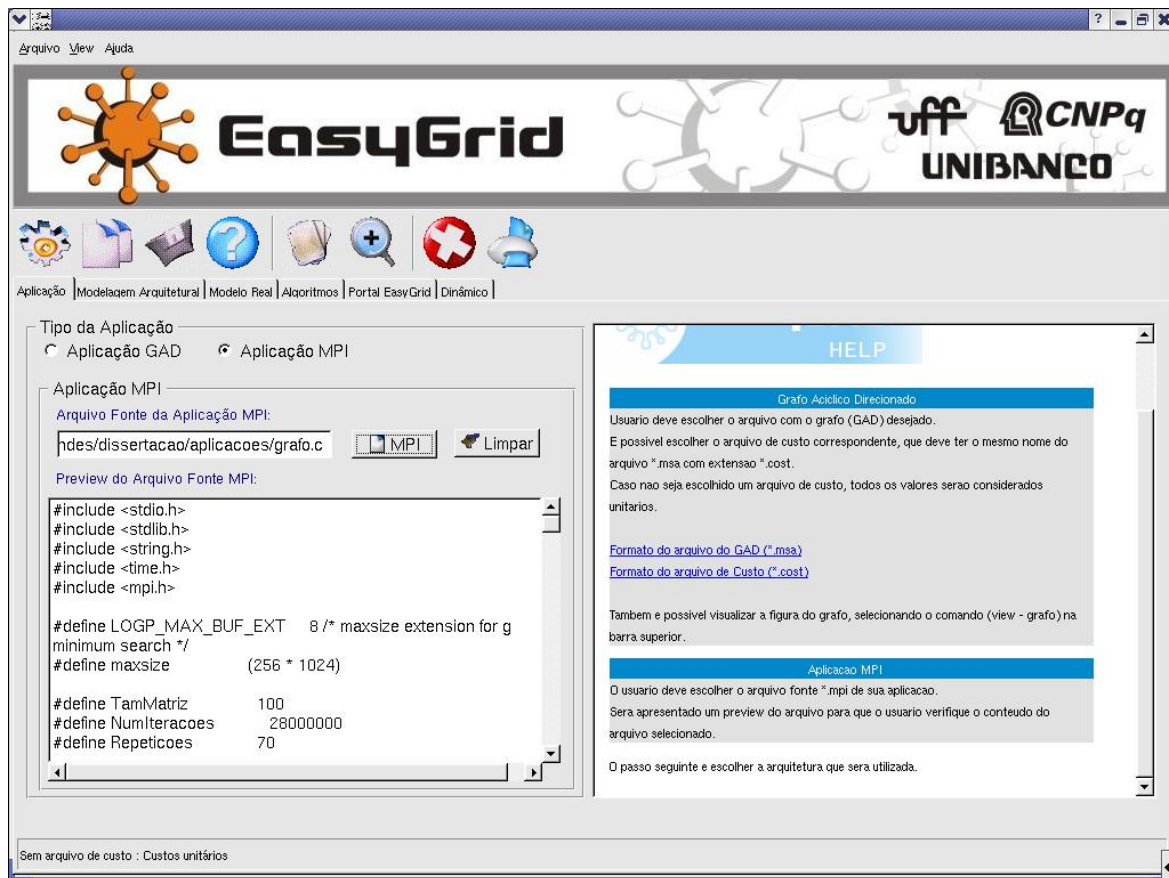 Arquivo View Ajuda
EasyGrid
uff CNPq
UNIBANCO
Aplicação Modelagem Arquitetural Modelo Real Algoritmos Portal EasyGrid Dinâmico
Tipo da Aplicação
Aplicação GAD Aplicação MPI
Aplicação MPI
Arquivo Fonte da Aplicação MPI:
ndes/dissertacao/aplicacoes/grafo.c MPI Limpar
Preview do Arquivo Fonte MPI:
#include <stdio.h>
#include <stdlib.h>
#include <string.h>
#include <time.h>
#include <mpi.h>
#define LOGP_MAX_BUF_EXT 8 /* maxsize extension for g
minimum search */
#define maxsize (256 * 1024)
#define TamMatriz 100
#define NumIteracoes 28000000
#define Repeticoes 70
HELP
Grafo Aciclico Direcionado
Usuario deve escolher o arquivo com o grafo (GAD) desejado.
E possivel escolher o arquivo de custo correspondente, que deve ter o mesmo nome do
arquivo *.msa com extensao *.cost.
Caso nao seja escolhido um arquivo de custo, todos os valores serao considerados
unitarios.
Formato do arquivo do GAD (*.msa)
Formato do arquivo de Custo (*.cost)
Tambem e possivel visualizar a figura do grafo, selecionando o comando (view - grafo) na
barra superior.
Aplicacao MPI
O usuario deve escolher o arquivo fonte *.mpi de sua aplicacao.
Sera apresentado um preview do arquivo para que o usuario verifique o conteudo do
arquivo selecionado.
O passo seguinte e escolher a arquitetura que sera utilizada.
Sem arquivo de custo : Custos unitários